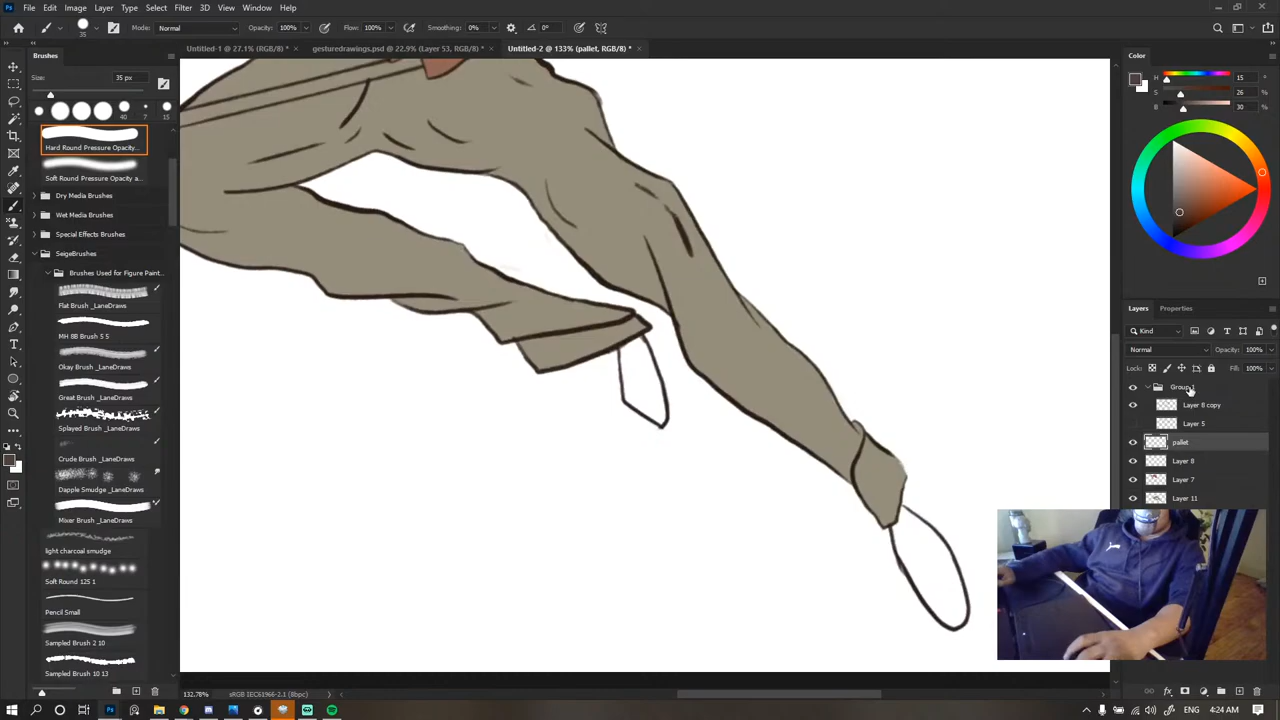 File Edit Image Layer Type Select Filter 3D View Window Help
35 Mode: Normal Opacity: 100% Flow: 100% Smoothing: 0% 0°
Untitled-1 @ 27.1% (RGB/8) * × gesturedrawings.psd @ 22.9% (Layer 53, RGB/8) * × Untitled-2 @ 133% (pallet, RGB/8) * ×
Brushes
Size: 35 px
40 7 15
Hard Round Pressure Opacity...
Soft Round Pressure Opacity a...
Dry Media Brushes
Wet Media Brushes
Special Effects Brushes
SeigeBrushes
Brushes Used for Figure Paint...
Flat Brush _LaneDraws
MH 8B Brush 5 5
Okay Brush _LaneDraws
Great Brush _LaneDraws
Splayed Brush _LaneDraws
Crude Brush _LaneDraws
Dapple Smudge _LaneDraws
Mixer Brush _LaneDraws
light charcoal smudge
Soft Round 125 1
Pencil Small
Sampled Brush 2 10
Sampled Brush 10 13
Color
H 15 °
S 26 %
B 30 %
Layers Properties
Kind
Normal Opacity: 100%
Lock: Fill: 100%
Group 1
Layer 8 copy
Layer 5
pallet
Layer 8
Layer 7
Layer 11
132.78% sRGB IEC61966-2.1 (8bpc)
4:24 AM